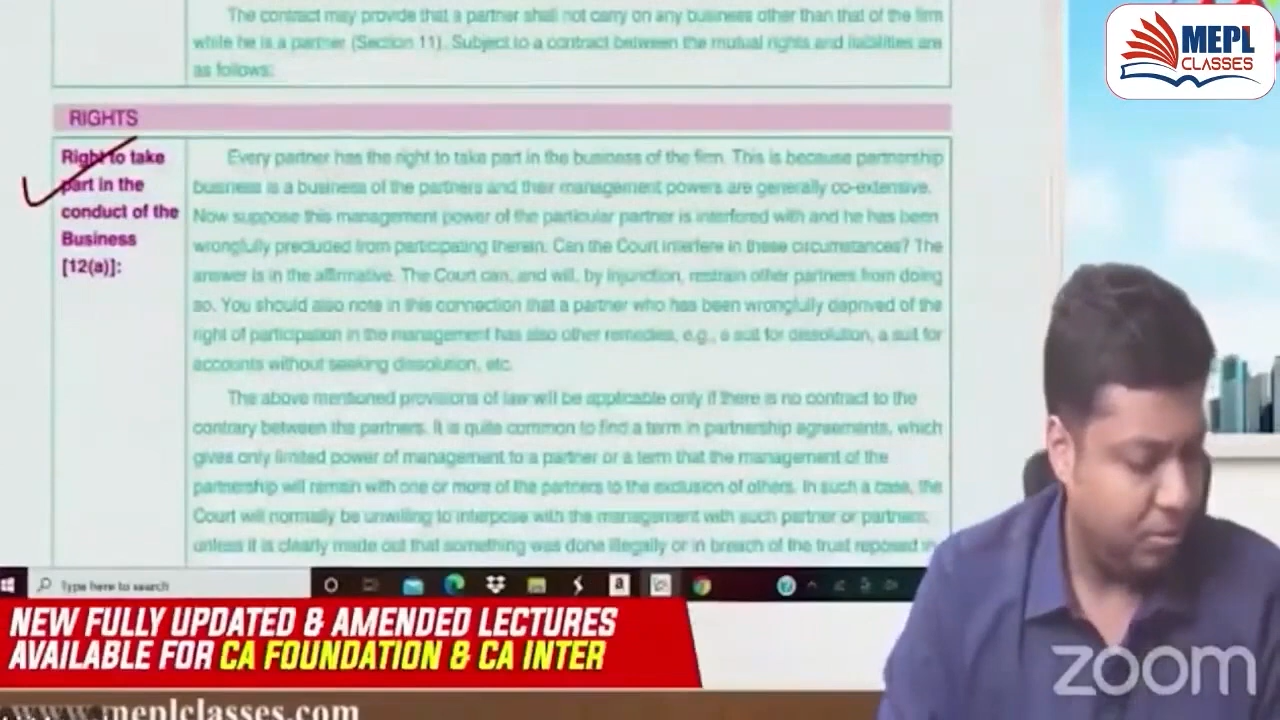 The contract may provide that a partner shall not carry on any business other than that of the firm
while he is a partner (Section 11). Subject to a contract between the mutual rights and liabilities are
as follows:
MEPL
CLASSES
RIGHTS
Right to take
part in the
conduct of the
Business
[12(a)]:
Every partner has the right to take part in the business of the firm. This is because partnership
business is a business of the partners and their management powers are generally co-extensive.
Now suppose this management power of the particular partner is interfered with and he has been
wrongfully precluded from participating therein. Can the Court interfere in these circumstances? The
answer is in the affirmative. The Court can, and will, by injunction, restrain other partners from doing
so. You should also note in this connection that a partner who has been wrongfully deprived of the
right of participation in the management has also other remedies, e.g., a suit for dissolution, a suit for
accounts without seeking dissolution, etc.
The above mentioned provisions of law will be applicable only if there is no contract to the
contrary between the partners. It is quite common to find a term in partnership agreements, which
gives only limited power of management to a partner or a term that the management of the
partnership will remain with one or more of the partners to the exclusion of others. In such a case, the
Court will normally be unwilling to interpose with the management with such partner or partners,
unless it is clearly made out that something was done illegally or in breach of the trust reposed in
Type here to search
NEW FULLY UPDATED & AMENDED LECTURES
AVAILABLE FOR CA FOUNDATION & CA INTER
zoom
www.meplclasses.com